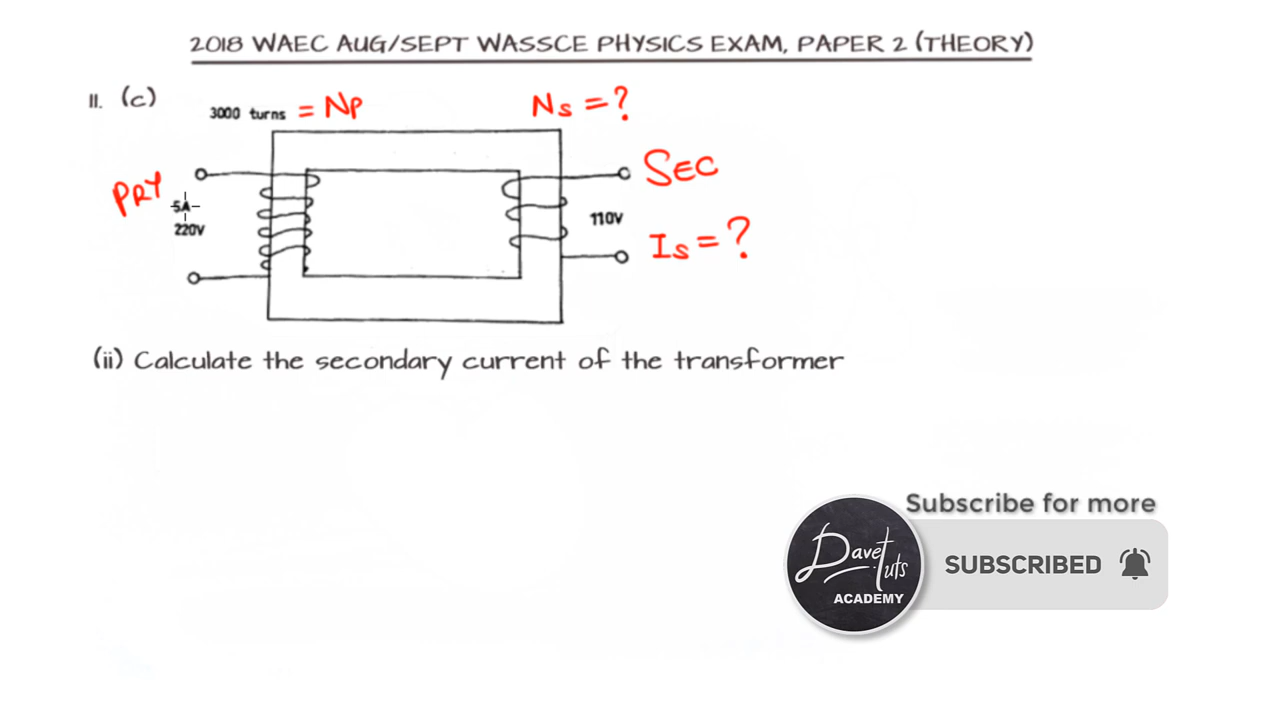 2018 WAEC AUG/SEPT WASSCE PHYSICS EXAM, PAPER 2 (THEORY)
11. (c)
3000 turns = Np
Ns = ?
PRY
SEC
5A
220V
110V
Is = ?
(ii) Calculate the secondary current of the transformer
Subscribe for more
Dave Tuts
ACADEMY
SUBSCRIBED